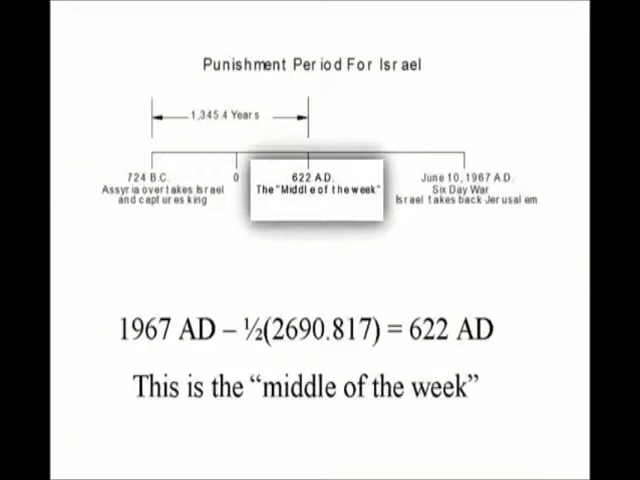 Punishment Period For Israel
1,345.4 Years
724 B.C. 0 622 A.D. June 10, 1967 A.D.
Assyria overtakes Israel The "Middle of the week" Six Day War
and captures king Israel takes back Jerusalem
1967 AD – ½(2690.817) = 622 AD
This is the “middle of the week”